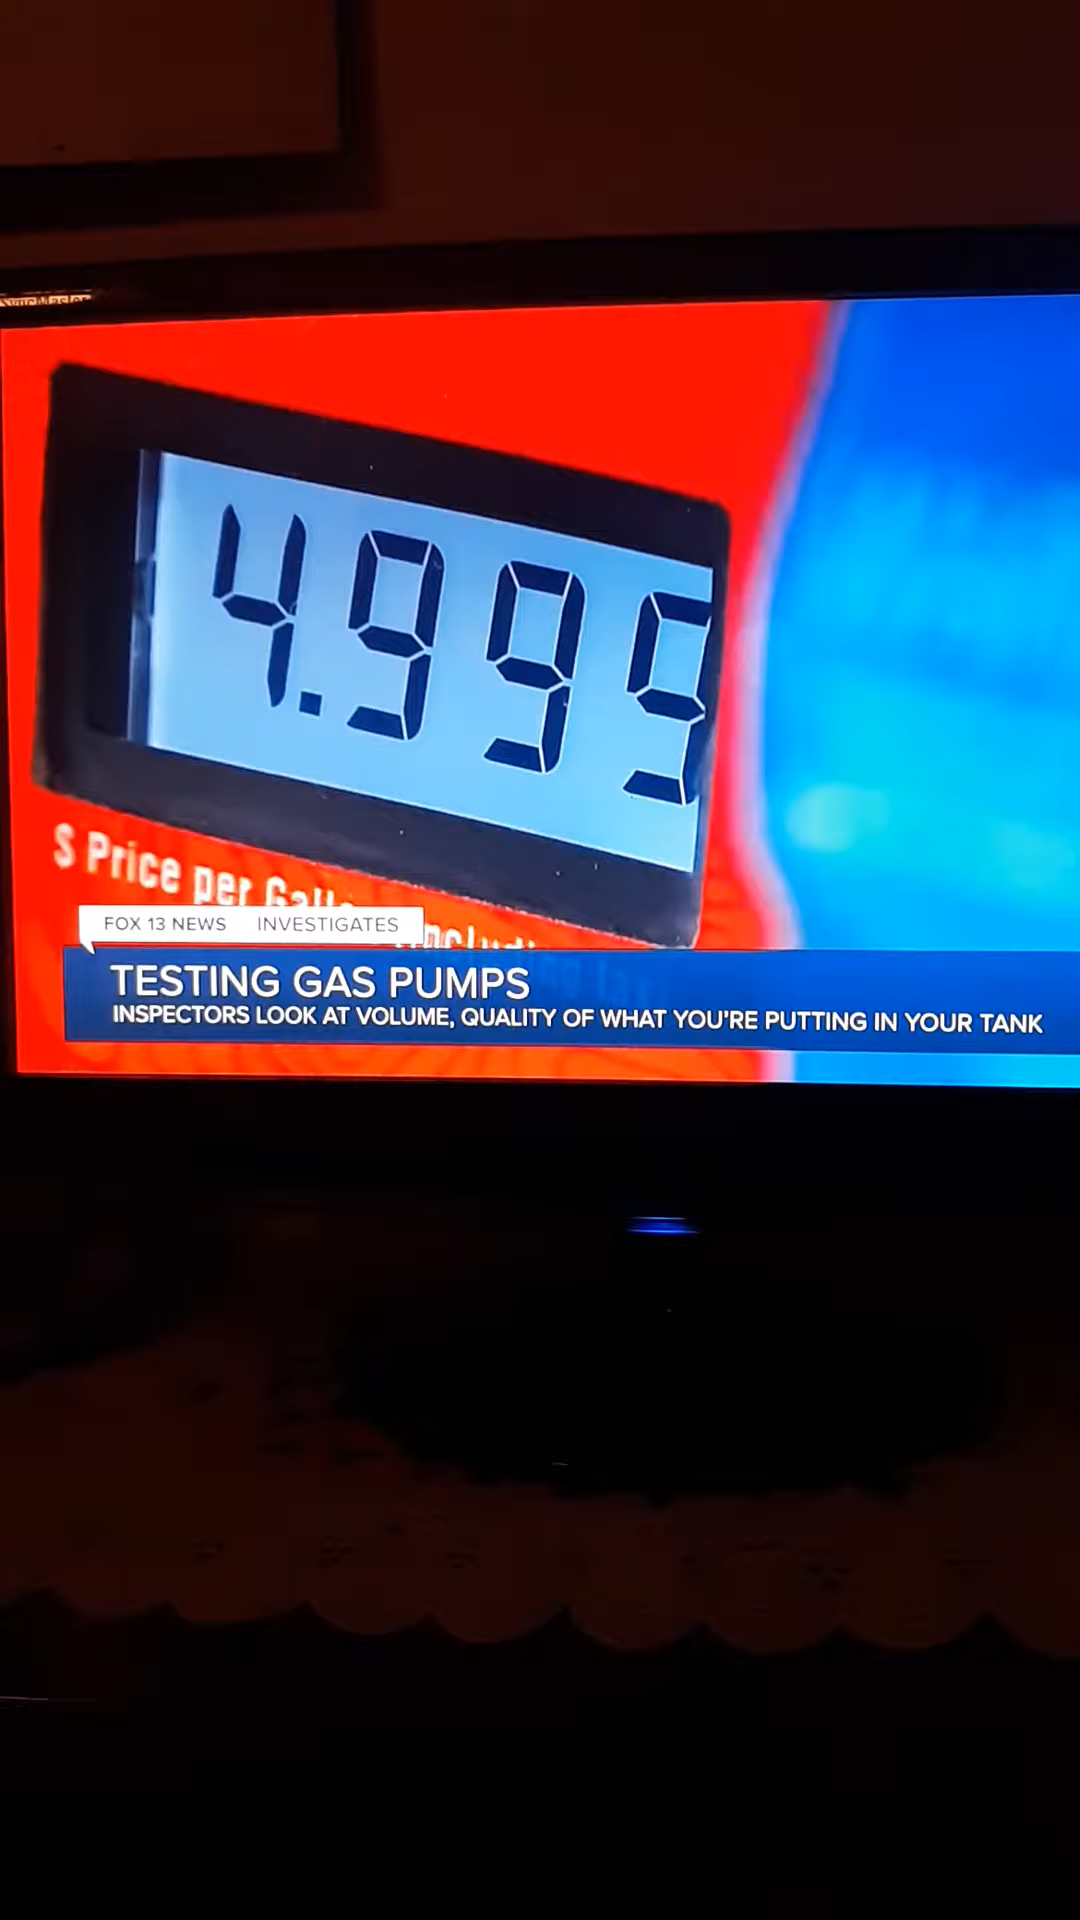 SyncMaster
4.999
$ Price per Gall
FOX 13 NEWS INVESTIGATES
TESTING GAS PUMPS
INSPECTORS LOOK AT VOLUME, QUALITY OF WHAT YOU'RE PUTTING IN YOUR TANK